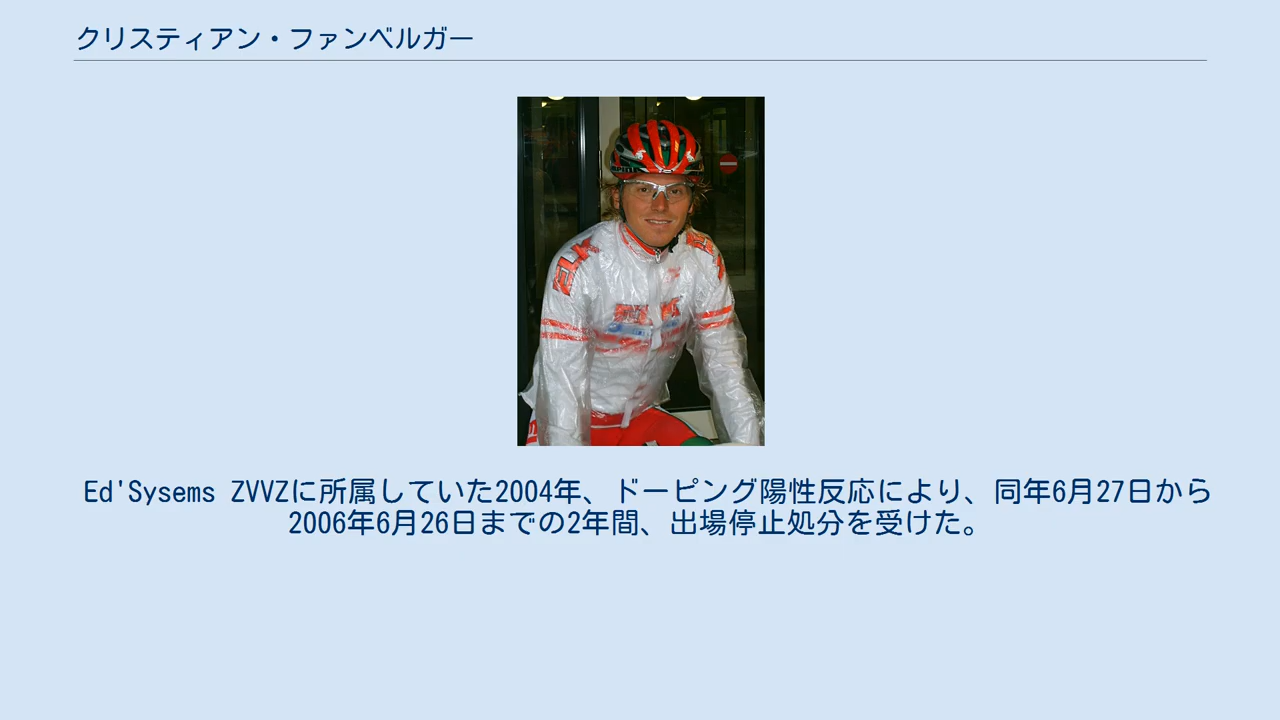 クリスティアン・ファンベルガー
Ed'Sysems ZVVZに所属していた2004年、ドーピング陽性反応により、同年6月27日から
2006年6月26日までの2年間、出場停止処分を受けた。